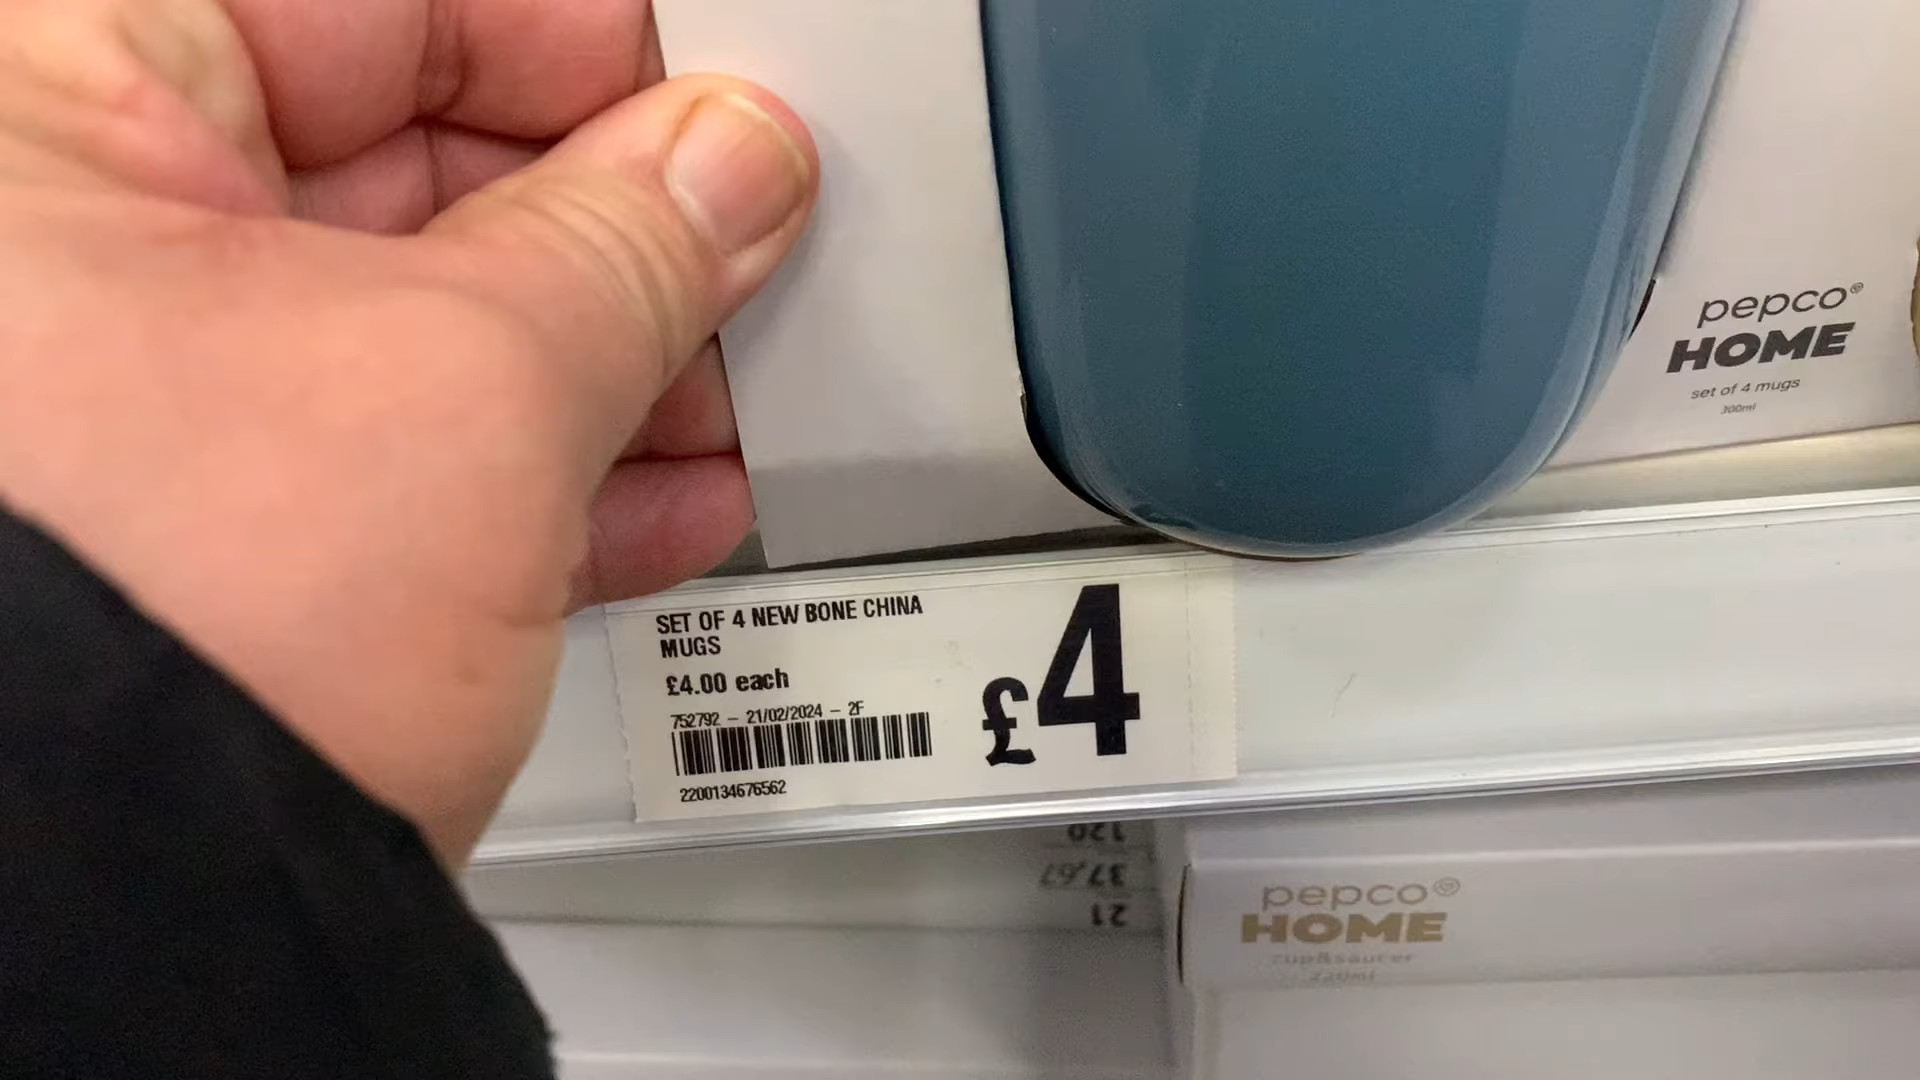 pepco
HOME
set of 4 mugs
300ml
SET OF 4 NEW BONE CHINA
MUGS
£4.00 each
£4
752792 - 21/02/2024 - 2F
2200134676562
120
37,67
21
pepco
HOME
cup&saucer
220ml